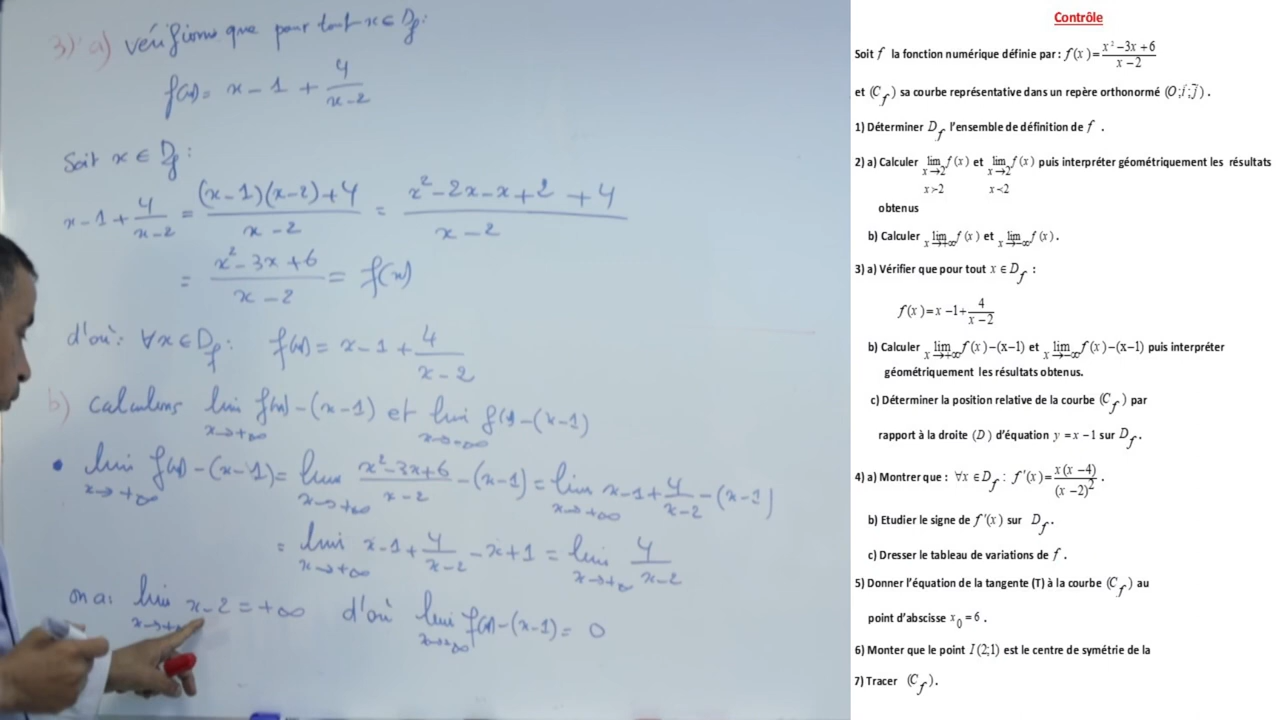 3) a) vérifions que pour tout x ∈ Df :
f(x) = x - 1 + 4/(x-2)
Soit x ∈ Df :
x - 1 + 4/(x-2) = ((x-1)(x-2)+4)/(x-2) = (x² - 2x - x + 2 + 4)/(x-2)
= (x² - 3x + 6)/(x-2) = f(x)
d'où : ∀x ∈ Df : f(x) = x - 1 + 4/(x-2)
b) calculons lim x→+∞ f(x) - (x-1) et lim x→-∞ f(x) - (x-1)
• lim x→+∞ f(x) - (x-1) = lim x→+∞ (x² - 3x + 6)/(x-2) - (x-1) = lim x→+∞ x - 1 + 4/(x-2) - (x-1)
= lim x→+∞ x - 1 + 4/(x-2) - x + 1 = lim x→+∞ 4/(x-2)
on a : lim x→+∞ x - 2 = +∞ d'où lim x→+∞ f(x) - (x-1) = 0
Contrôle
Soit f la fonction numérique définie par : f(x) = (x² - 3x + 6)/(x - 2)
et (Cf) sa courbe représentative dans un repère orthonormé (O; i; j) .
1) Déterminer Df l'ensemble de définition de f .
2) a) Calculer lim x→2 x>2 f(x) et lim x→2 x<2 f(x) puis interpréter géométriquement les résultats
obtenus
b) Calculer lim x→+∞ f(x) et lim x→-∞ f(x) .
3) a) Vérifier que pour tout x ∈ Df :
f(x) = x - 1 + 4/(x - 2)
b) Calculer lim x→+∞ f(x) - (x-1) et lim x→-∞ f(x) - (x-1) puis interpréter
géométriquement les résultats obtenus.
c) Déterminer la position relative de la courbe (Cf) par
rapport à la droite (D) d'équation y = x - 1 sur Df .
4) a) Montrer que : ∀x ∈ Df : f'(x) = x(x - 4)/(x - 2)² .
b) Etudier le signe de f'(x) sur Df .
c) Dresser le tableau de variations de f .
5) Donner l'équation de la tangente (T) à la courbe (Cf) au
point d'abscisse x₀ = 6 .
6) Monter que le point I(2;1) est le centre de symétrie de la
7) Tracer (Cf) .